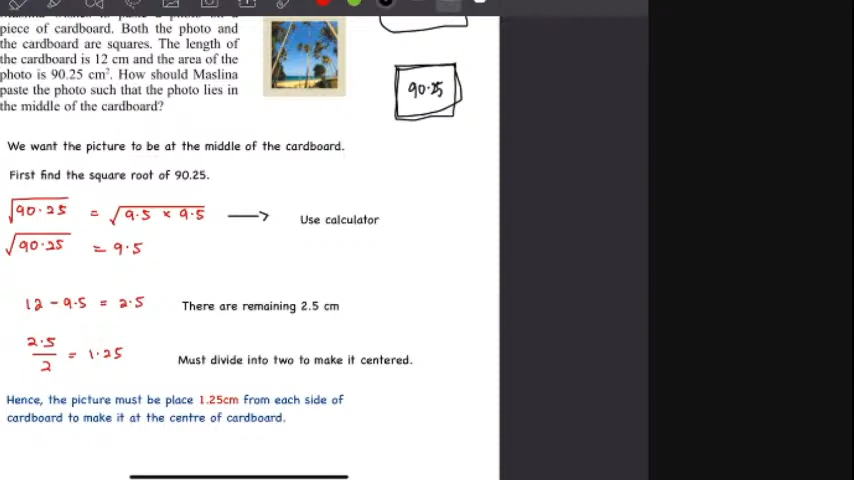 piece of cardboard. Both the photo and
the cardboard are squares. The length of
the cardboard is 12 cm and the area of the
photo is 90.25 cm². How should Maslina
paste the photo such that the photo lies in
the middle of the cardboard?
90.25
We want the picture to be at the middle of the cardboard.
First find the square root of 90.25.
√90.25 = √9.5 × 9.5 → Use calculator
√90.25 = 9.5
12 - 9.5 = 2.5 There are remaining 2.5 cm
2.5/2 = 1.25 Must divide into two to make it centered.
Hence, the picture must be place 1.25cm from each side of
cardboard to make it at the centre of cardboard.